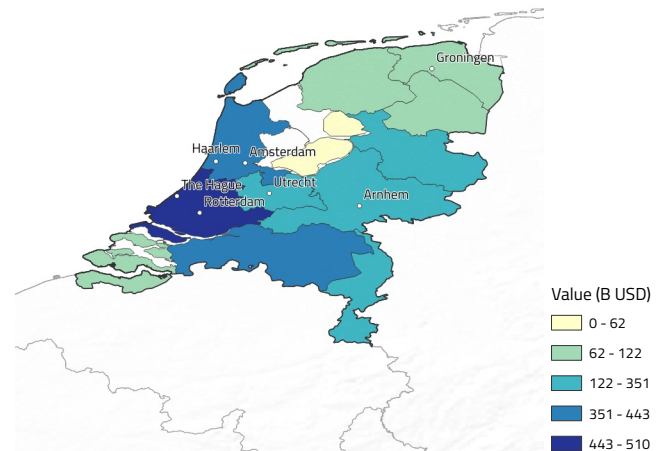 Groningen
Haarlem
Amsterdam
The Hague
Utrecht
Rotterdam
Arnhem
Value (B USD)
0 - 62
62 - 122
122 - 351
351 - 443
443 - 510